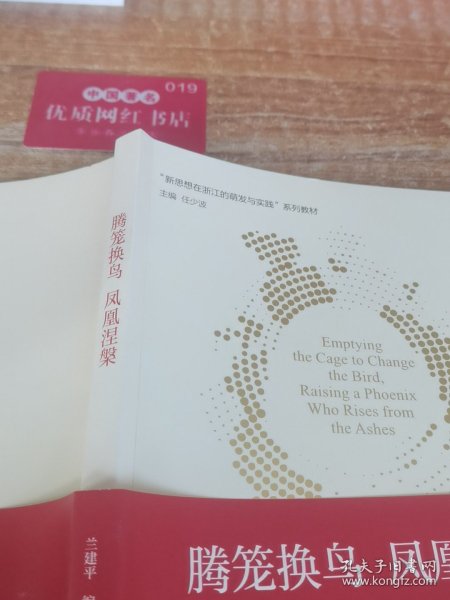 019
中国著名
优质网红书店
"新思想在浙江的萌发与实践"系列教材
主编 任少波
腾笼换鸟 凤凰涅槃
Emptying
the Cage to Change
the Bird,
Raising a Phoenix
Who Rises from
the Ashes
兰建平
腾笼换鸟 凤凰
孔夫子旧书网